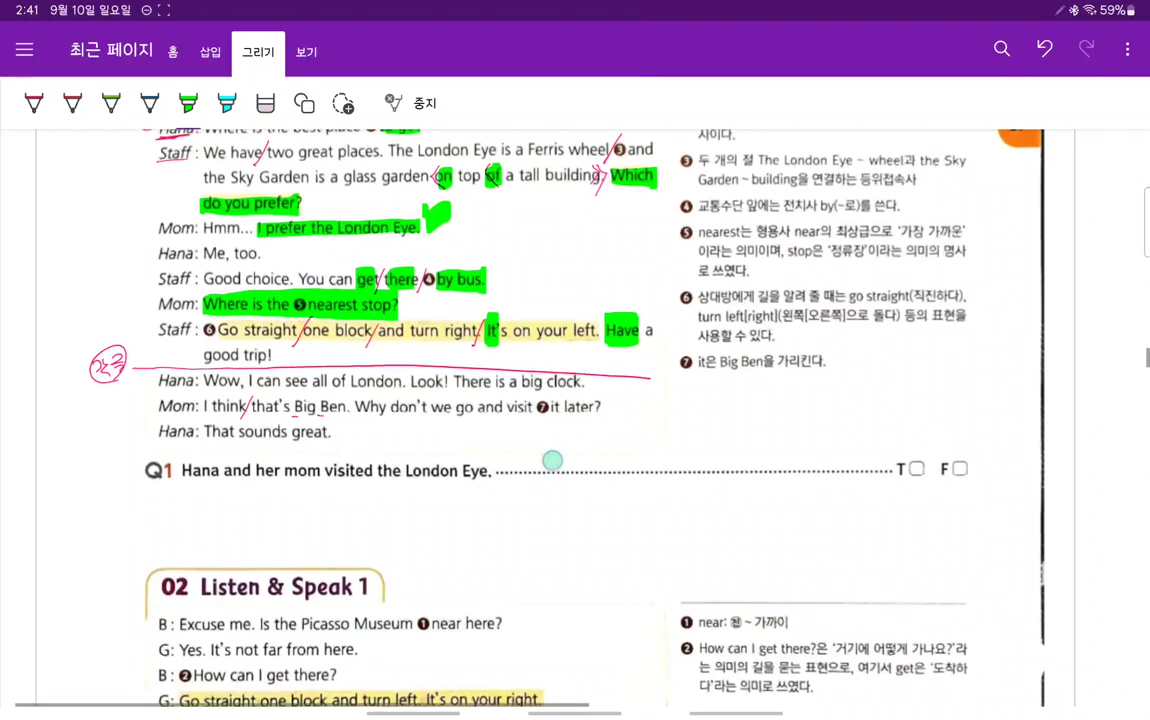 2:41 9월 10일 일요일 59%
최근 페이지 홈 삽입 그리기 보기
중지
Hana: Where is the best place
Staff: We have two great places. The London Eye is a Ferris wheel ❸and
the Sky Garden is a glass garden on top of a tall building. Which
do you prefer?
Mom: Hmm... I prefer the London Eye.
Hana: Me, too.
Staff: Good choice. You can get there ❹by bus.
Mom: Where is the ❺nearest stop?
Staff: ❻Go straight one block and turn right. It's on your left. Have a
good trip!
Hana: Wow, I can see all of London. Look! There is a big clock.
Mom: I think that's Big Ben. Why don't we go and visit ❼it later?
Hana: That sounds great.
Q1 Hana and her mom visited the London Eye. T F
사이다.
❸ 두 개의 절 The London Eye ~ wheel과 the Sky
Garden ~ building을 연결하는 등위접속사
❹ 교통수단 앞에는 전치사 by(~로)를 쓴다.
❺ nearest는 형용사 near의 최상급으로 '가장 가까운'
이라는 의미이며, stop은 '정류장'이라는 의미의 명사
로 쓰였다.
❻ 상대방에게 길을 알려 줄 때는 go straight(직진하다),
turn left[right](왼쪽[오른쪽]으로 돌다) 등의 표현을
사용할 수 있다.
❼ it은 Big Ben을 가리킨다.
02 Listen & Speak 1
B: Excuse me. Is the Picasso Museum ❶near here?
G: Yes. It's not far from here.
B: ❷How can I get there?
G: Go straight one block and turn left. It's on your right.
❶ near: 전 ~ 가까이
❷ How can I get there?은 '거기에 어떻게 가나요?'라
는 의미의 길을 묻는 표현으로, 여기서 get은 '도착하
다'라는 의미로 쓰였다.